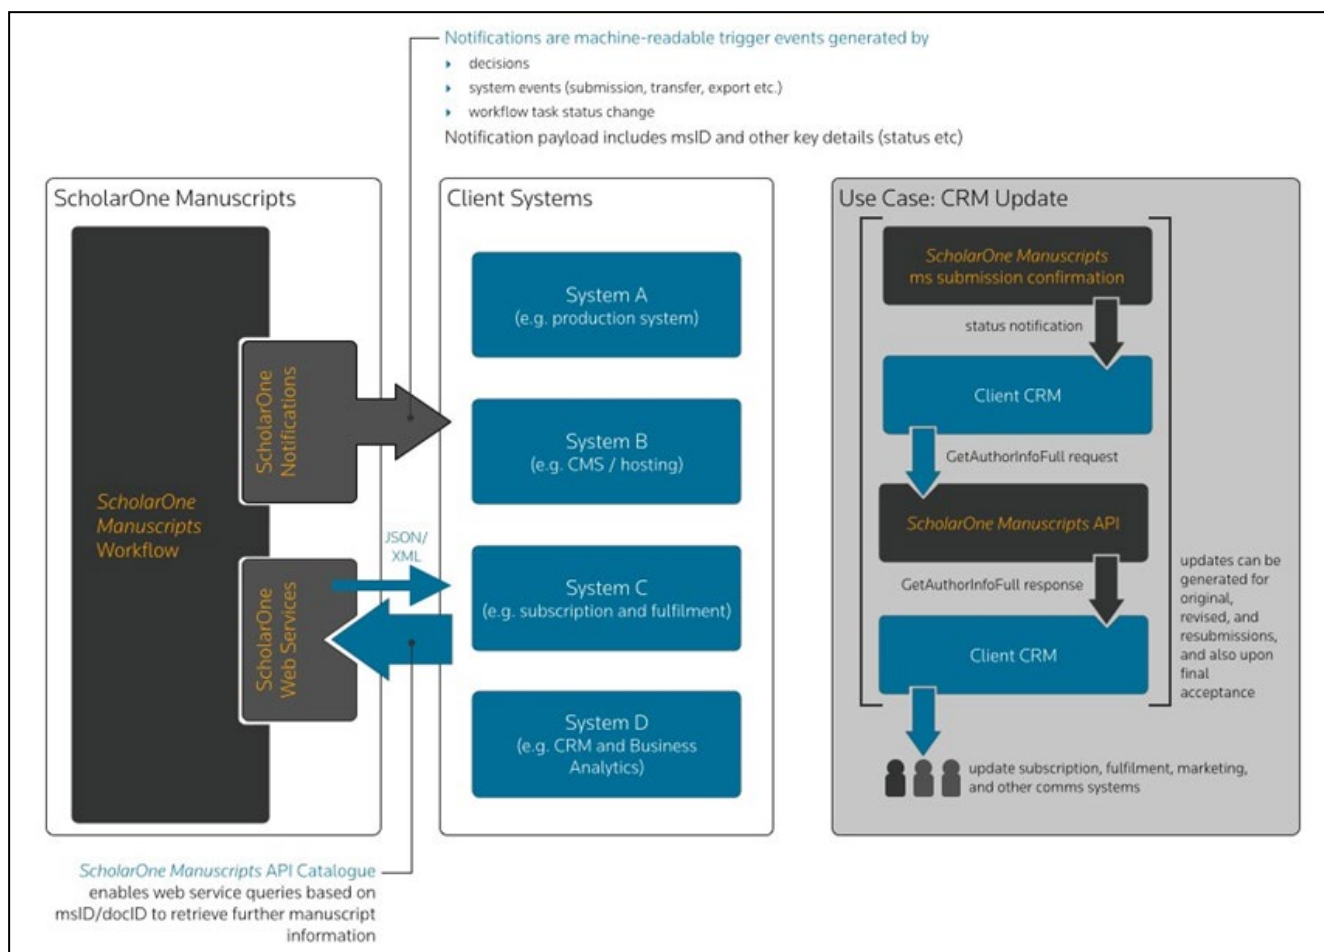 Notifications are machine-readable trigger events generated by
decisions
system events (submission, transfer, export etc.)
workflow task status change
Notification payload includes msID and other key details (status etc)
ScholarOne Manuscripts
ScholarOne
Manuscripts
Workflow
ScholarOne
Notifications
JSON/
XML
ScholarOne
Web Services
Client Systems
System A
(e.g. production system)
System B
(e.g. CMS / hosting)
System C
(e.g. subscription and fulfilment)
System D
(e.g. CRM and Business
Analytics)
Use Case: CRM Update
ScholarOne Manuscripts
ms submission confirmation
status notification
Client CRM
GetAuthorInfoFull request
ScholarOne Manuscripts API
GetAuthorInfoFull response
Client CRM
updates can be
generated for
original,
revised, and
resubmissions,
and also upon
final
acceptance
update subscription, fulfilment, marketing,
and other comms systems
ScholarOne Manuscripts API Catalogue
enables web service queries based on
msID/docID to retrieve further manuscript
information